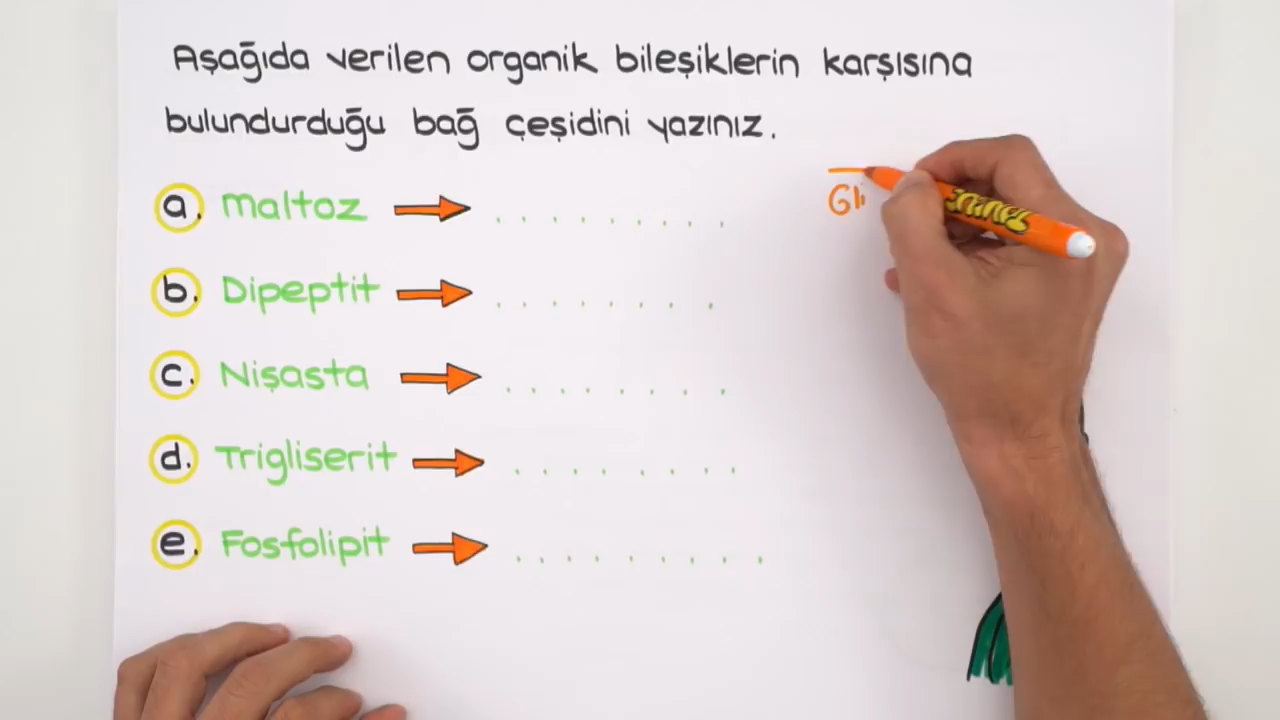 Aşağıda verilen organik bileşiklerin karşısına
bulundurduğu bağ çeşidini yazınız.
a. Maltoz → . . . . . . . . .
b. Dipeptit → . . . . . . . .
c. Nişasta → . . . . . . . .
d. Trigliserit → . . . . . . . .
e. Fosfolipit → . . . . . . . . .